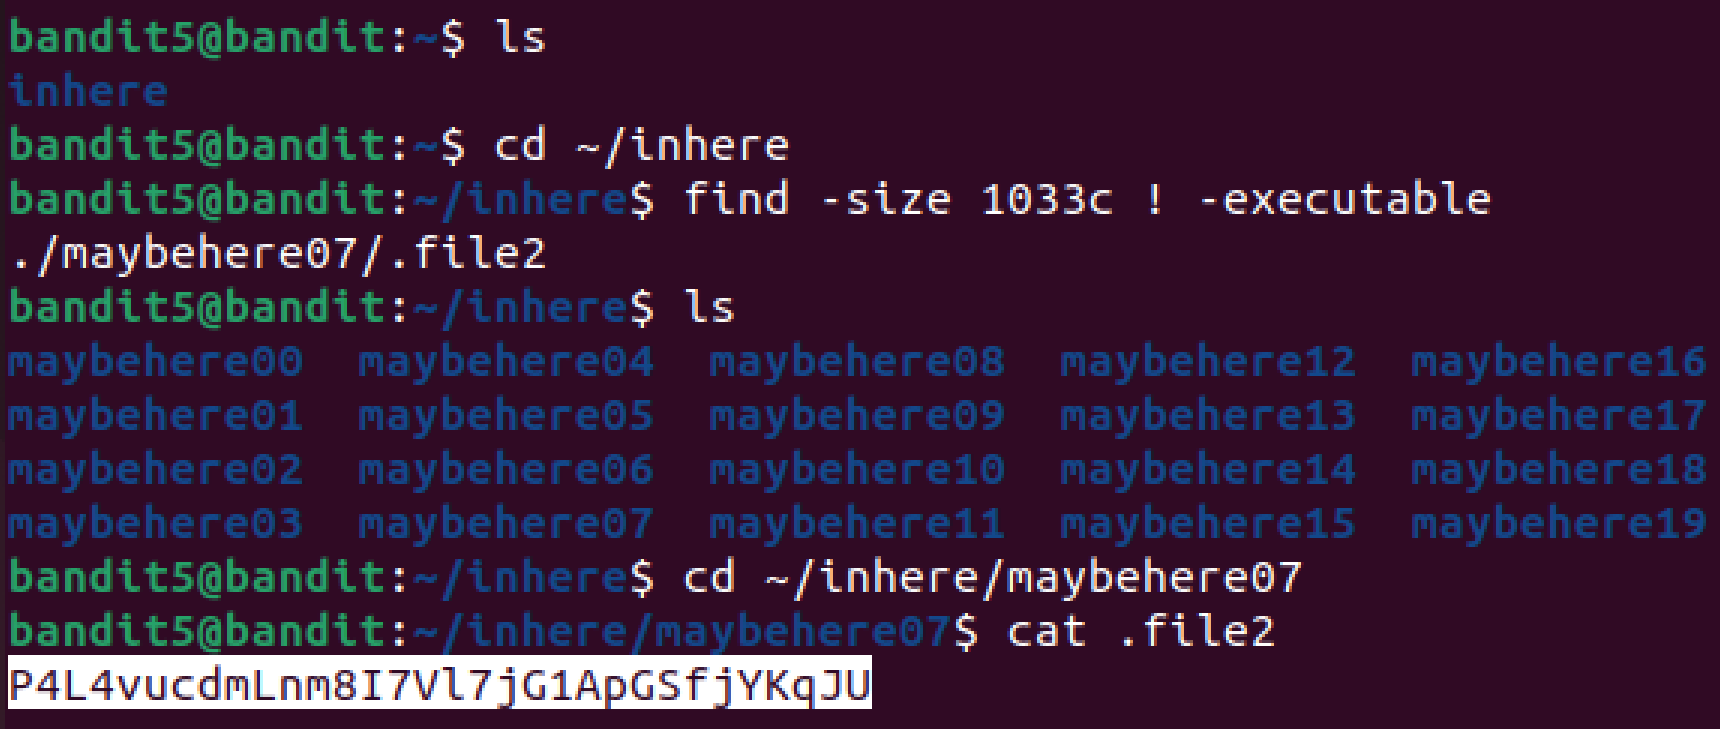 bandit5@bandit:~$ ls
inhere
bandit5@bandit:~$ cd ~/inhere
bandit5@bandit:~/inhere$ find -size 1033c ! -executable
./maybehere07/.file2
bandit5@bandit:~/inhere$ ls
maybehere00  maybehere04  maybehere08  maybehere12  maybehere16
maybehere01  maybehere05  maybehere09  maybehere13  maybehere17
maybehere02  maybehere06  maybehere10  maybehere14  maybehere18
maybehere03  maybehere07  maybehere11  maybehere15  maybehere19
bandit5@bandit:~/inhere$ cd ~/inhere/maybehere07
bandit5@bandit:~/inhere/maybehere07$ cat .file2
P4L4vucdmLnm8I7Vl7jG1ApGSfjYKqJU